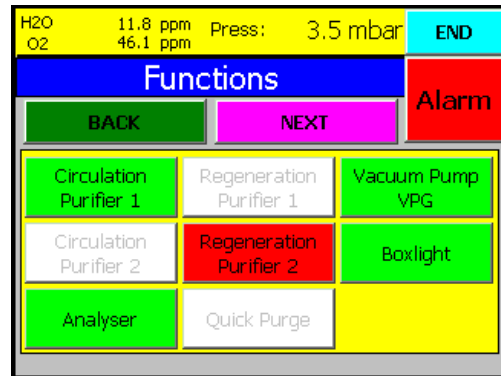 H2O 11.8 ppm Press: 3.5 mbar END
O2 46.1 ppm
Functions
Alarm
BACK NEXT
Circulation Purifier 1
Regeneration Purifier 1
Vacuum Pump VPG
Circulation Purifier 2
Regeneration Purifier 2
Boxlight
Analyser
Quick Purge